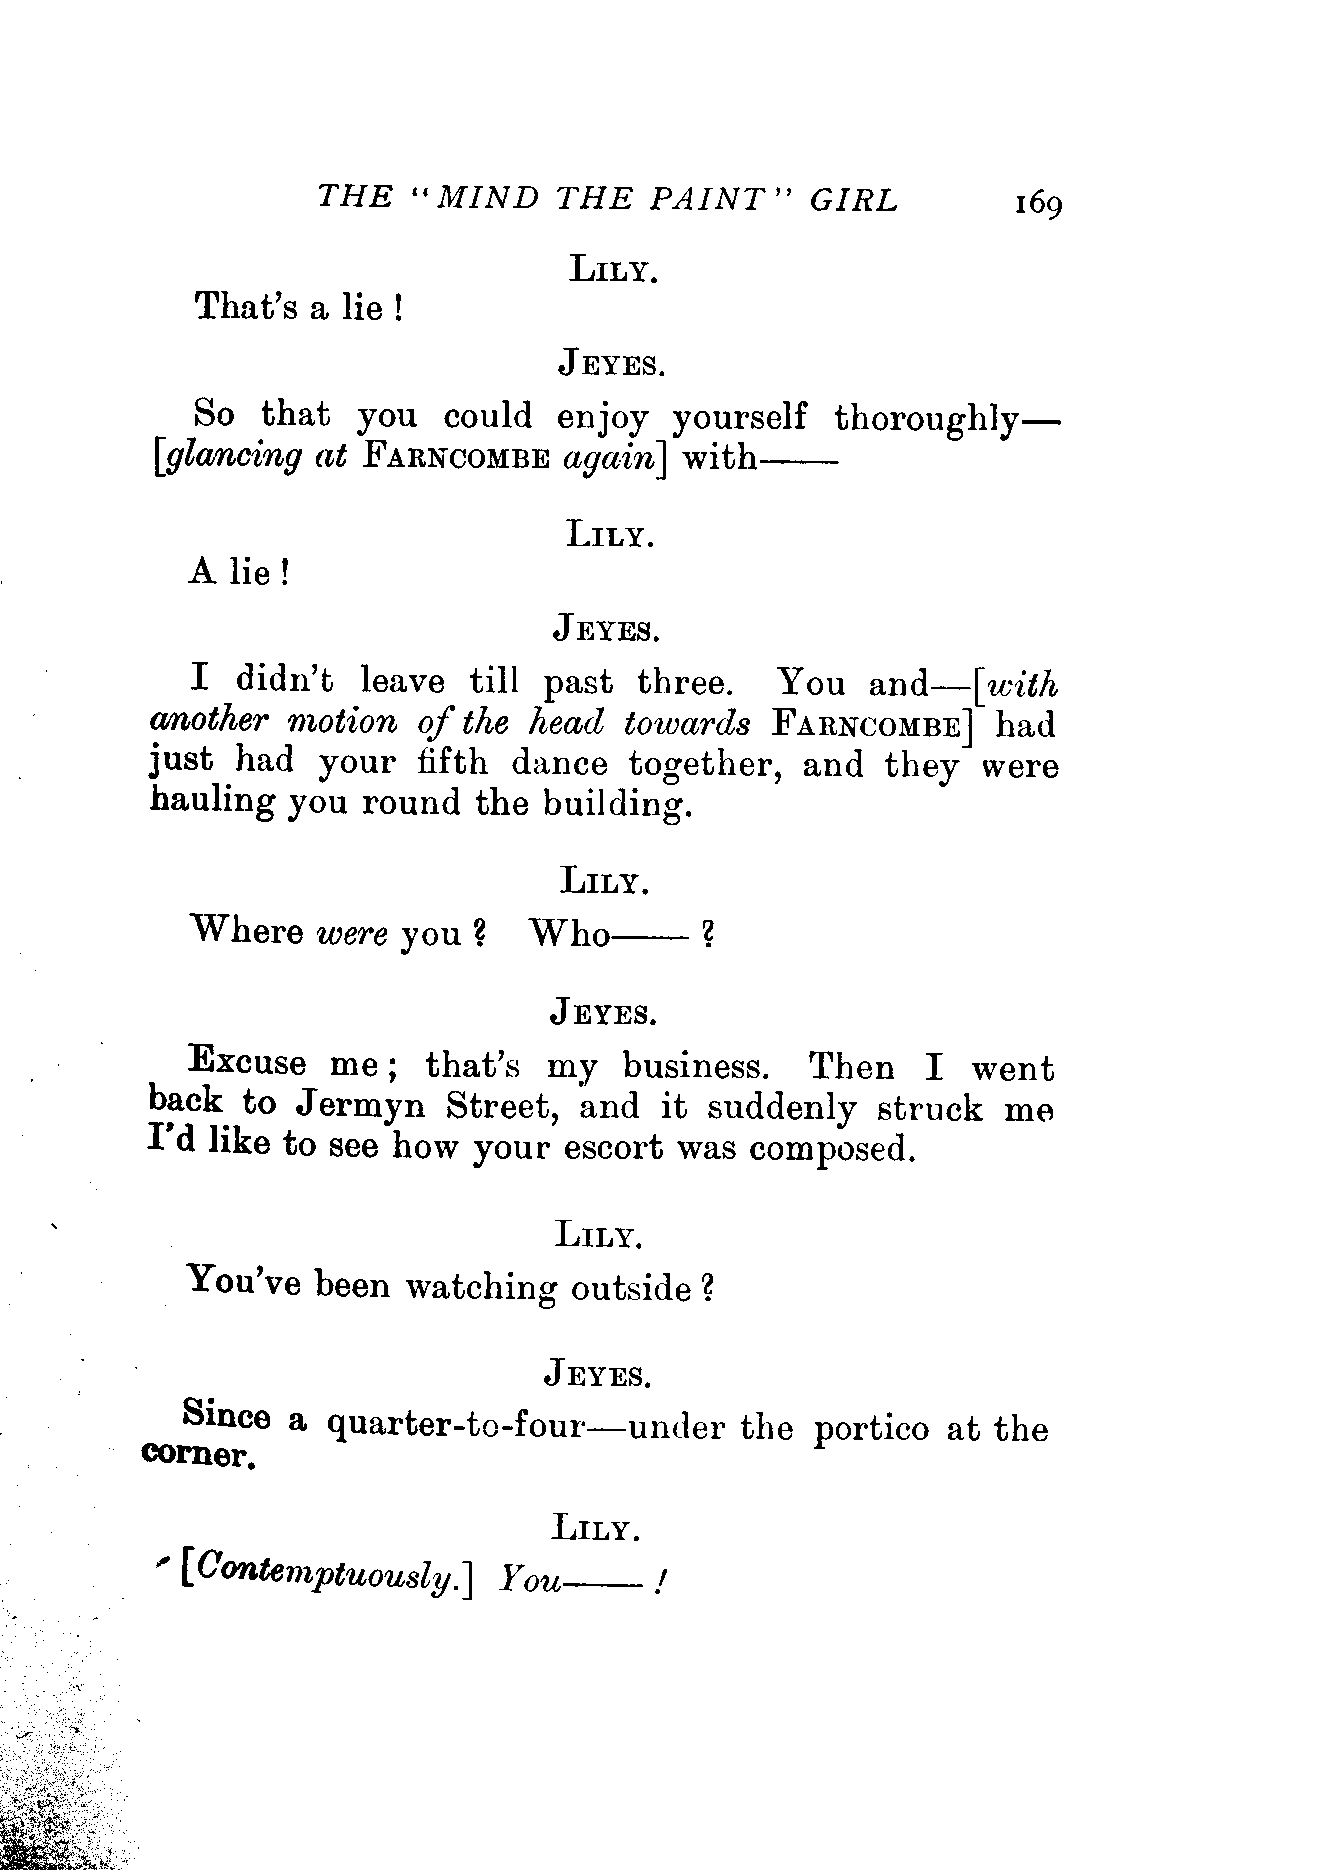 THE "MIND THE PAINT" GIRL 169
LILY.
That's a lie!
JEYES.
So that you could enjoy yourself thoroughly—
[glancing at FARNCOMBE again] with——
LILY.
A lie!
JEYES.
I didn't leave till past three. You and—[with
another motion of the head towards FARNCOMBE] had
just had your fifth dance together, and they were
hauling you round the building.
LILY.
Where were you? Who——?
JEYES.
Excuse me; that's my business. Then I went
back to Jermyn Street, and it suddenly struck me
I'd like to see how your escort was composed.
LILY.
You've been watching outside?
JEYES.
Since a quarter-to-four—under the portico at the
corner.
LILY.
[Contemptuously.] You——!